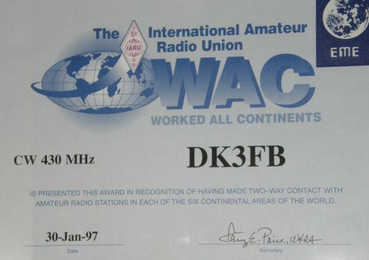 The International Amateur
Radio Union
IARU
EME
WAC
WORKED ALL CONTINENTS
CW 430 MHz
DK3FB
IS PRESENTED THIS AWARD IN RECOGNITION OF HAVING MADE TWO-WAY CONTACT WITH
AMATEUR RADIO STATIONS IN EACH OF THE SIX CONTINENTAL AREAS OF THE WORLD.
30-Jan-97
Date
Secretary